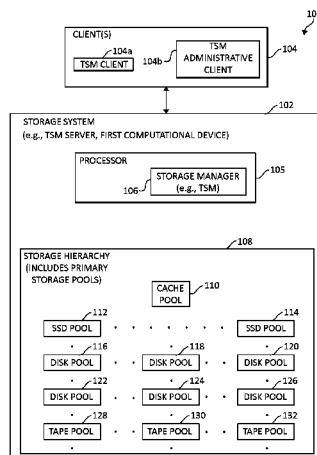 10
CLIENT(S)
104a
TSM CLIENT
104b
TSM
ADMINISTRATIVE
CLIENT
104
102
STORAGE SYSTEM
(e.g., TSM SERVER, FIRST COMPUTATIONAL DEVICE)
PROCESSOR
105
106
STORAGE MANAGER
(e.g., TSM)
108
STORAGE HIERARCHY
(INCLUDES PRIMARY
STORAGE POOLS)
CACHE
POOL
110
112
114
SSD POOL
SSD POOL
116
118
120
DISK POOL
DISK POOL
DISK POOL
122
124
126
DISK POOL
DISK POOL
DISK POOL
128
130
132
TAPE POOL
TAPE POOL
TAPE POOL